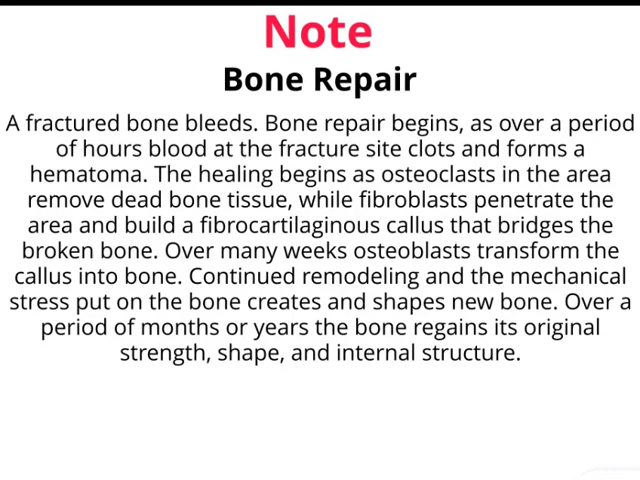 Note
Bone Repair
A fractured bone bleeds. Bone repair begins, as over a period
of hours blood at the fracture site clots and forms a
hematoma. The healing begins as osteoclasts in the area
remove dead bone tissue, while fibroblasts penetrate the
area and build a fibrocartilaginous callus that bridges the
broken bone. Over many weeks osteoblasts transform the
callus into bone. Continued remodeling and the mechanical
stress put on the bone creates and shapes new bone. Over a
period of months or years the bone regains its original
strength, shape, and internal structure.